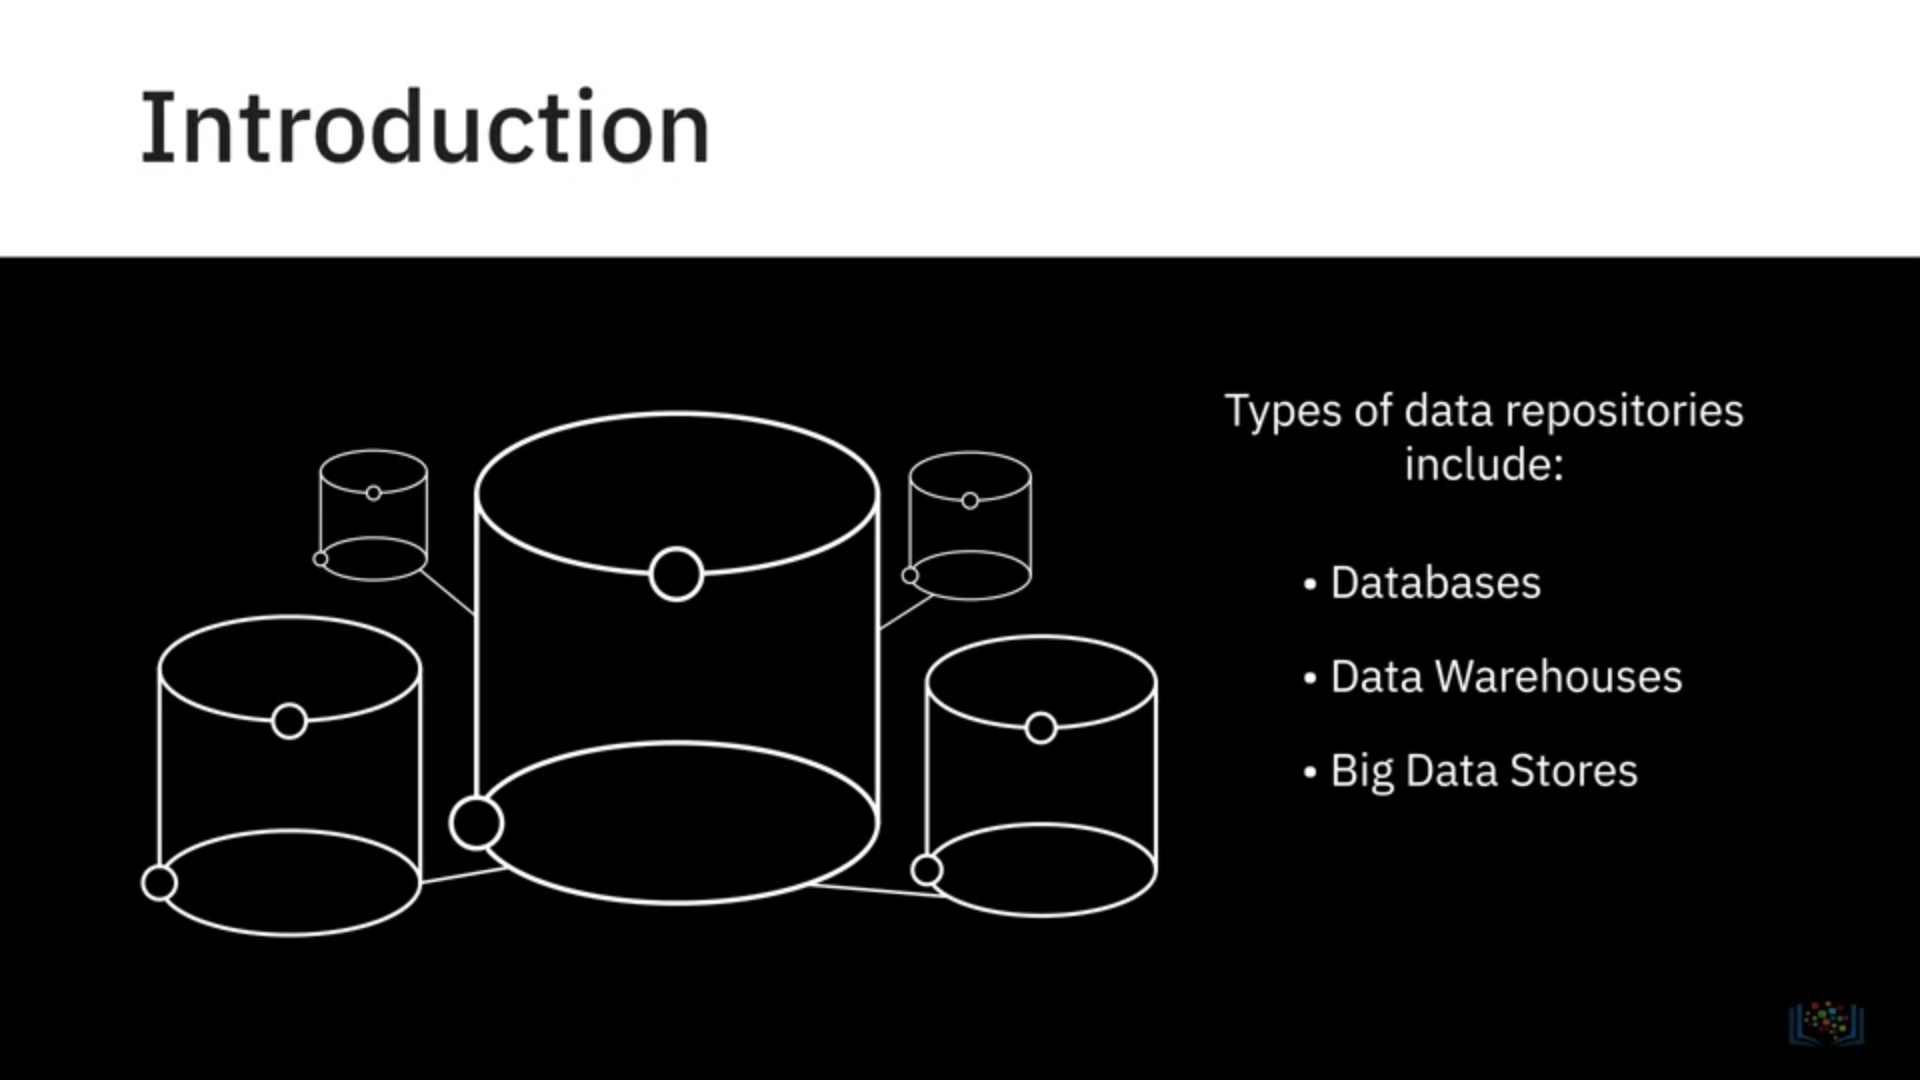 Introduction
Types of data repositories
include:
• Databases
• Data Warehouses
• Big Data Stores